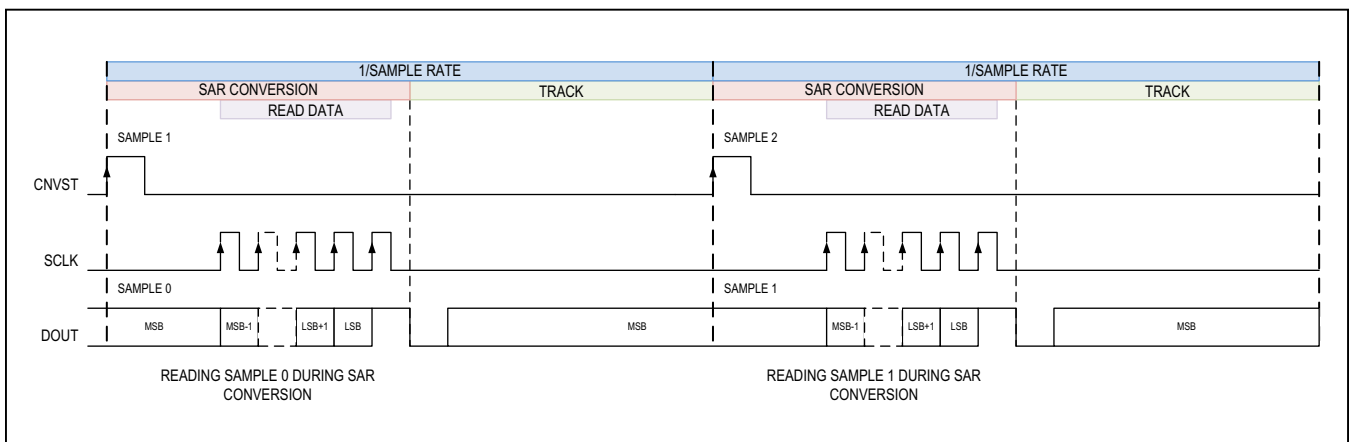 1/SAMPLE RATE 1/SAMPLE RATE
SAR CONVERSION TRACK SAR CONVERSION TRACK
READ DATA READ DATA
SAMPLE 1 SAMPLE 2
CNVST
SCLK
SAMPLE 0 SAMPLE 1
DOUT MSB MSB-1 LSB+1 LSB MSB MSB-1 LSB+1 LSB MSB
READING SAMPLE 0 DURING SAR READING SAMPLE 1 DURING SAR
CONVERSION CONVERSION